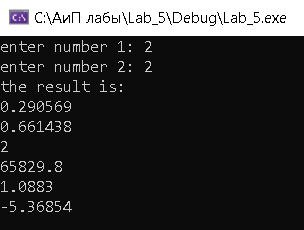 C:\АиП лабы\Lab_5\Debug\Lab_5.exe
enter number 1: 2
enter number 2: 2
the result is:
0.290569
0.661438
2
65829.8
1.0883
-5.36854